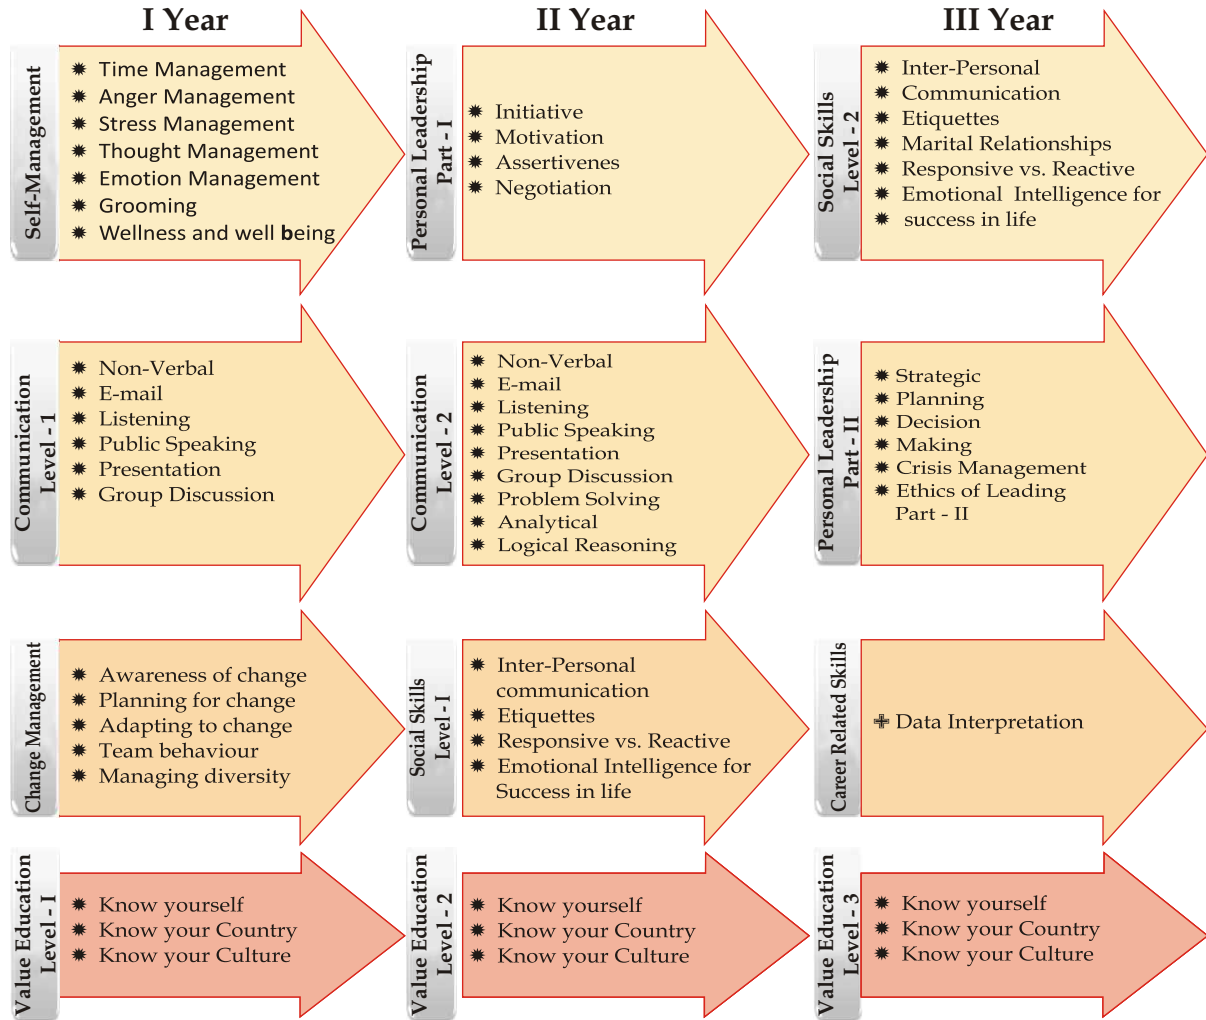 I Year
II Year
III Year
Self-Management
✹ Time Management
✹ Anger Management
✹ Stress Management
✹ Thought Management
✹ Emotion Management
✹ Grooming
✹ Wellness and well being
Personal Leadership
Part - I
✹ Initiative
✹ Motivation
✹ Assertivenes
✹ Negotiation
Social Skills
Level - 2
✹ Inter-Personal
✹ Communication
✹ Etiquettes
✹ Marital Relationships
✹ Responsive vs. Reactive
✹ Emotional Intelligence for
✹ success in life
Communication
Level - 1
✹ Non-Verbal
✹ E-mail
✹ Listening
✹ Public Speaking
✹ Presentation
✹ Group Discussion
Communication
Level - 2
✹ Non-Verbal
✹ E-mail
✹ Listening
✹ Public Speaking
✹ Presentation
✹ Group Discussion
✹ Problem Solving
✹ Analytical
✹ Logical Reasoning
Personal Leadership
Part - II
✹ Strategic
✹ Planning
✹ Decision
✹ Making
✹ Crisis Management
✹ Ethics of Leading
Part - II
Change Management
✹ Awareness of change
✹ Planning for change
✹ Adapting to change
✹ Team behaviour
✹ Managing diversity
Social Skills
Level - I
✹ Inter-Personal
communication
✹ Etiquettes
✹ Responsive vs. Reactive
✹ Emotional Intelligence for
Success in life
Career Related Skills
✙ Data Interpretation
Value Education
Level - I
✹ Know yourself
✹ Know your Country
✹ Know your Culture
Value Education
Level - 2
✹ Know yourself
✹ Know your Country
✹ Know your Culture
Value Education
Level - 3
✹ Know yourself
✹ Know your Country
✹ Know your Culture